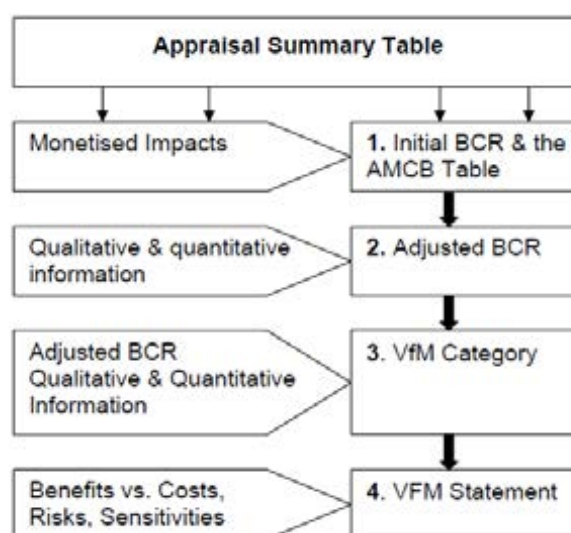 Appraisal Summary Table
Monetised Impacts
1. Initial BCR & the
AMCB Table
Qualitative & quantitative
information
2. Adjusted BCR
Adjusted BCR
Qualitative & Quantitative
Information
3. VfM Category
Benefits vs. Costs,
Risks, Sensitivities
4. VFM Statement